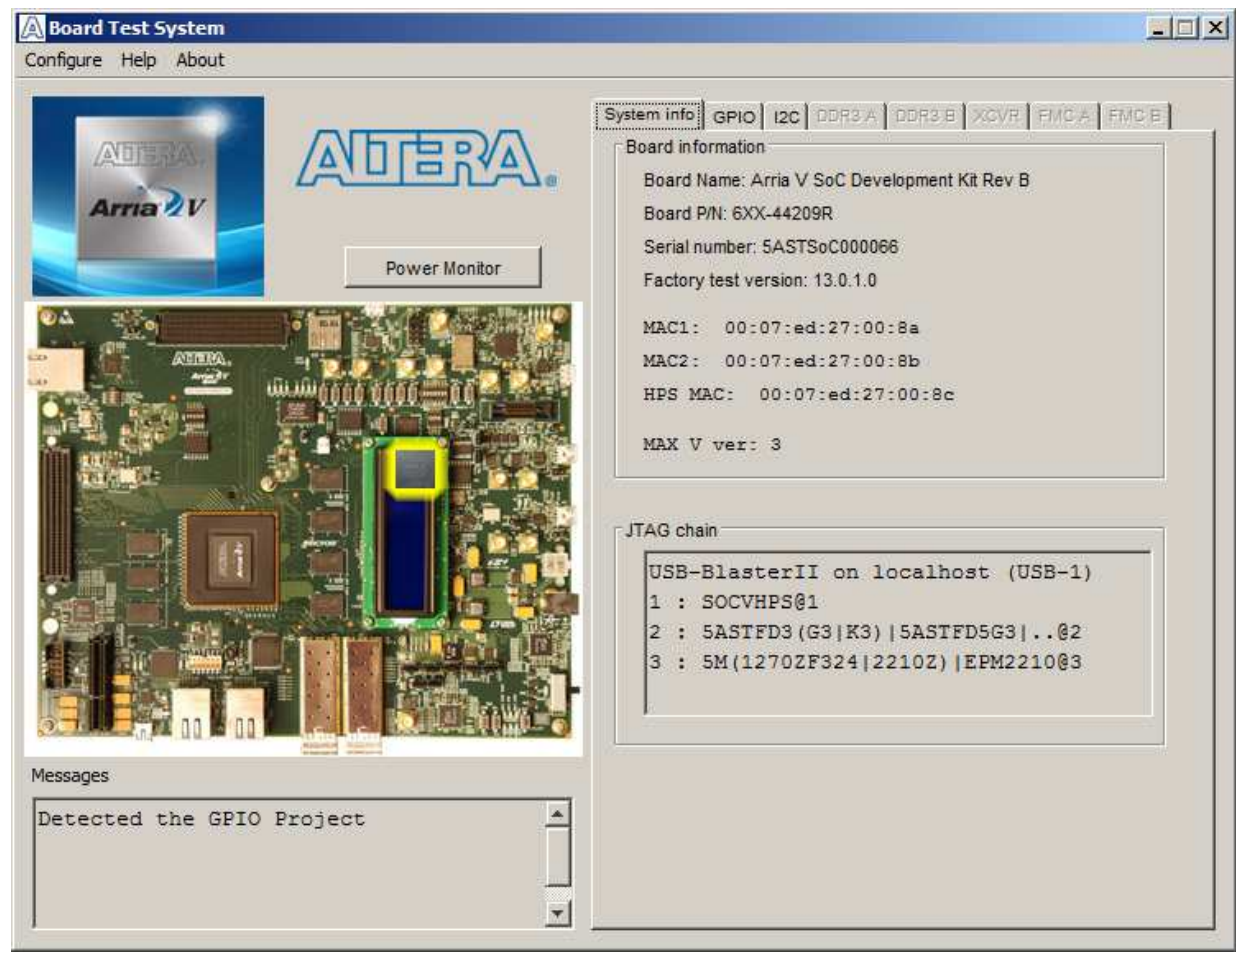 Board Test System
Configure Help About
ALTERA
Arria V
ALTERA®
Power Monitor
ALTERA
Messages
Detected the GPIO Project
System info GPIO I2C DDR3 A DDR3 B XCVR FMC A FMC B
Board information
Board Name: Arria V SoC Development Kit Rev B
Board P/N: 6XX-44209R
Serial number: 5ASTSoC000066
Factory test version: 13.0.1.0
MAC1: 00:07:ed:27:00:8a
MAC2: 00:07:ed:27:00:8b
HPS MAC: 00:07:ed:27:00:8c
MAX V ver: 3
JTAG chain
USB-BlasterII on localhost (USB-1)
1 : SOCVHPS@1
2 : 5ASTFD3(G3|K3)|5ASTFD5G3|..@2
3 : 5M(1270ZF324|2210Z)|EPM2210@3